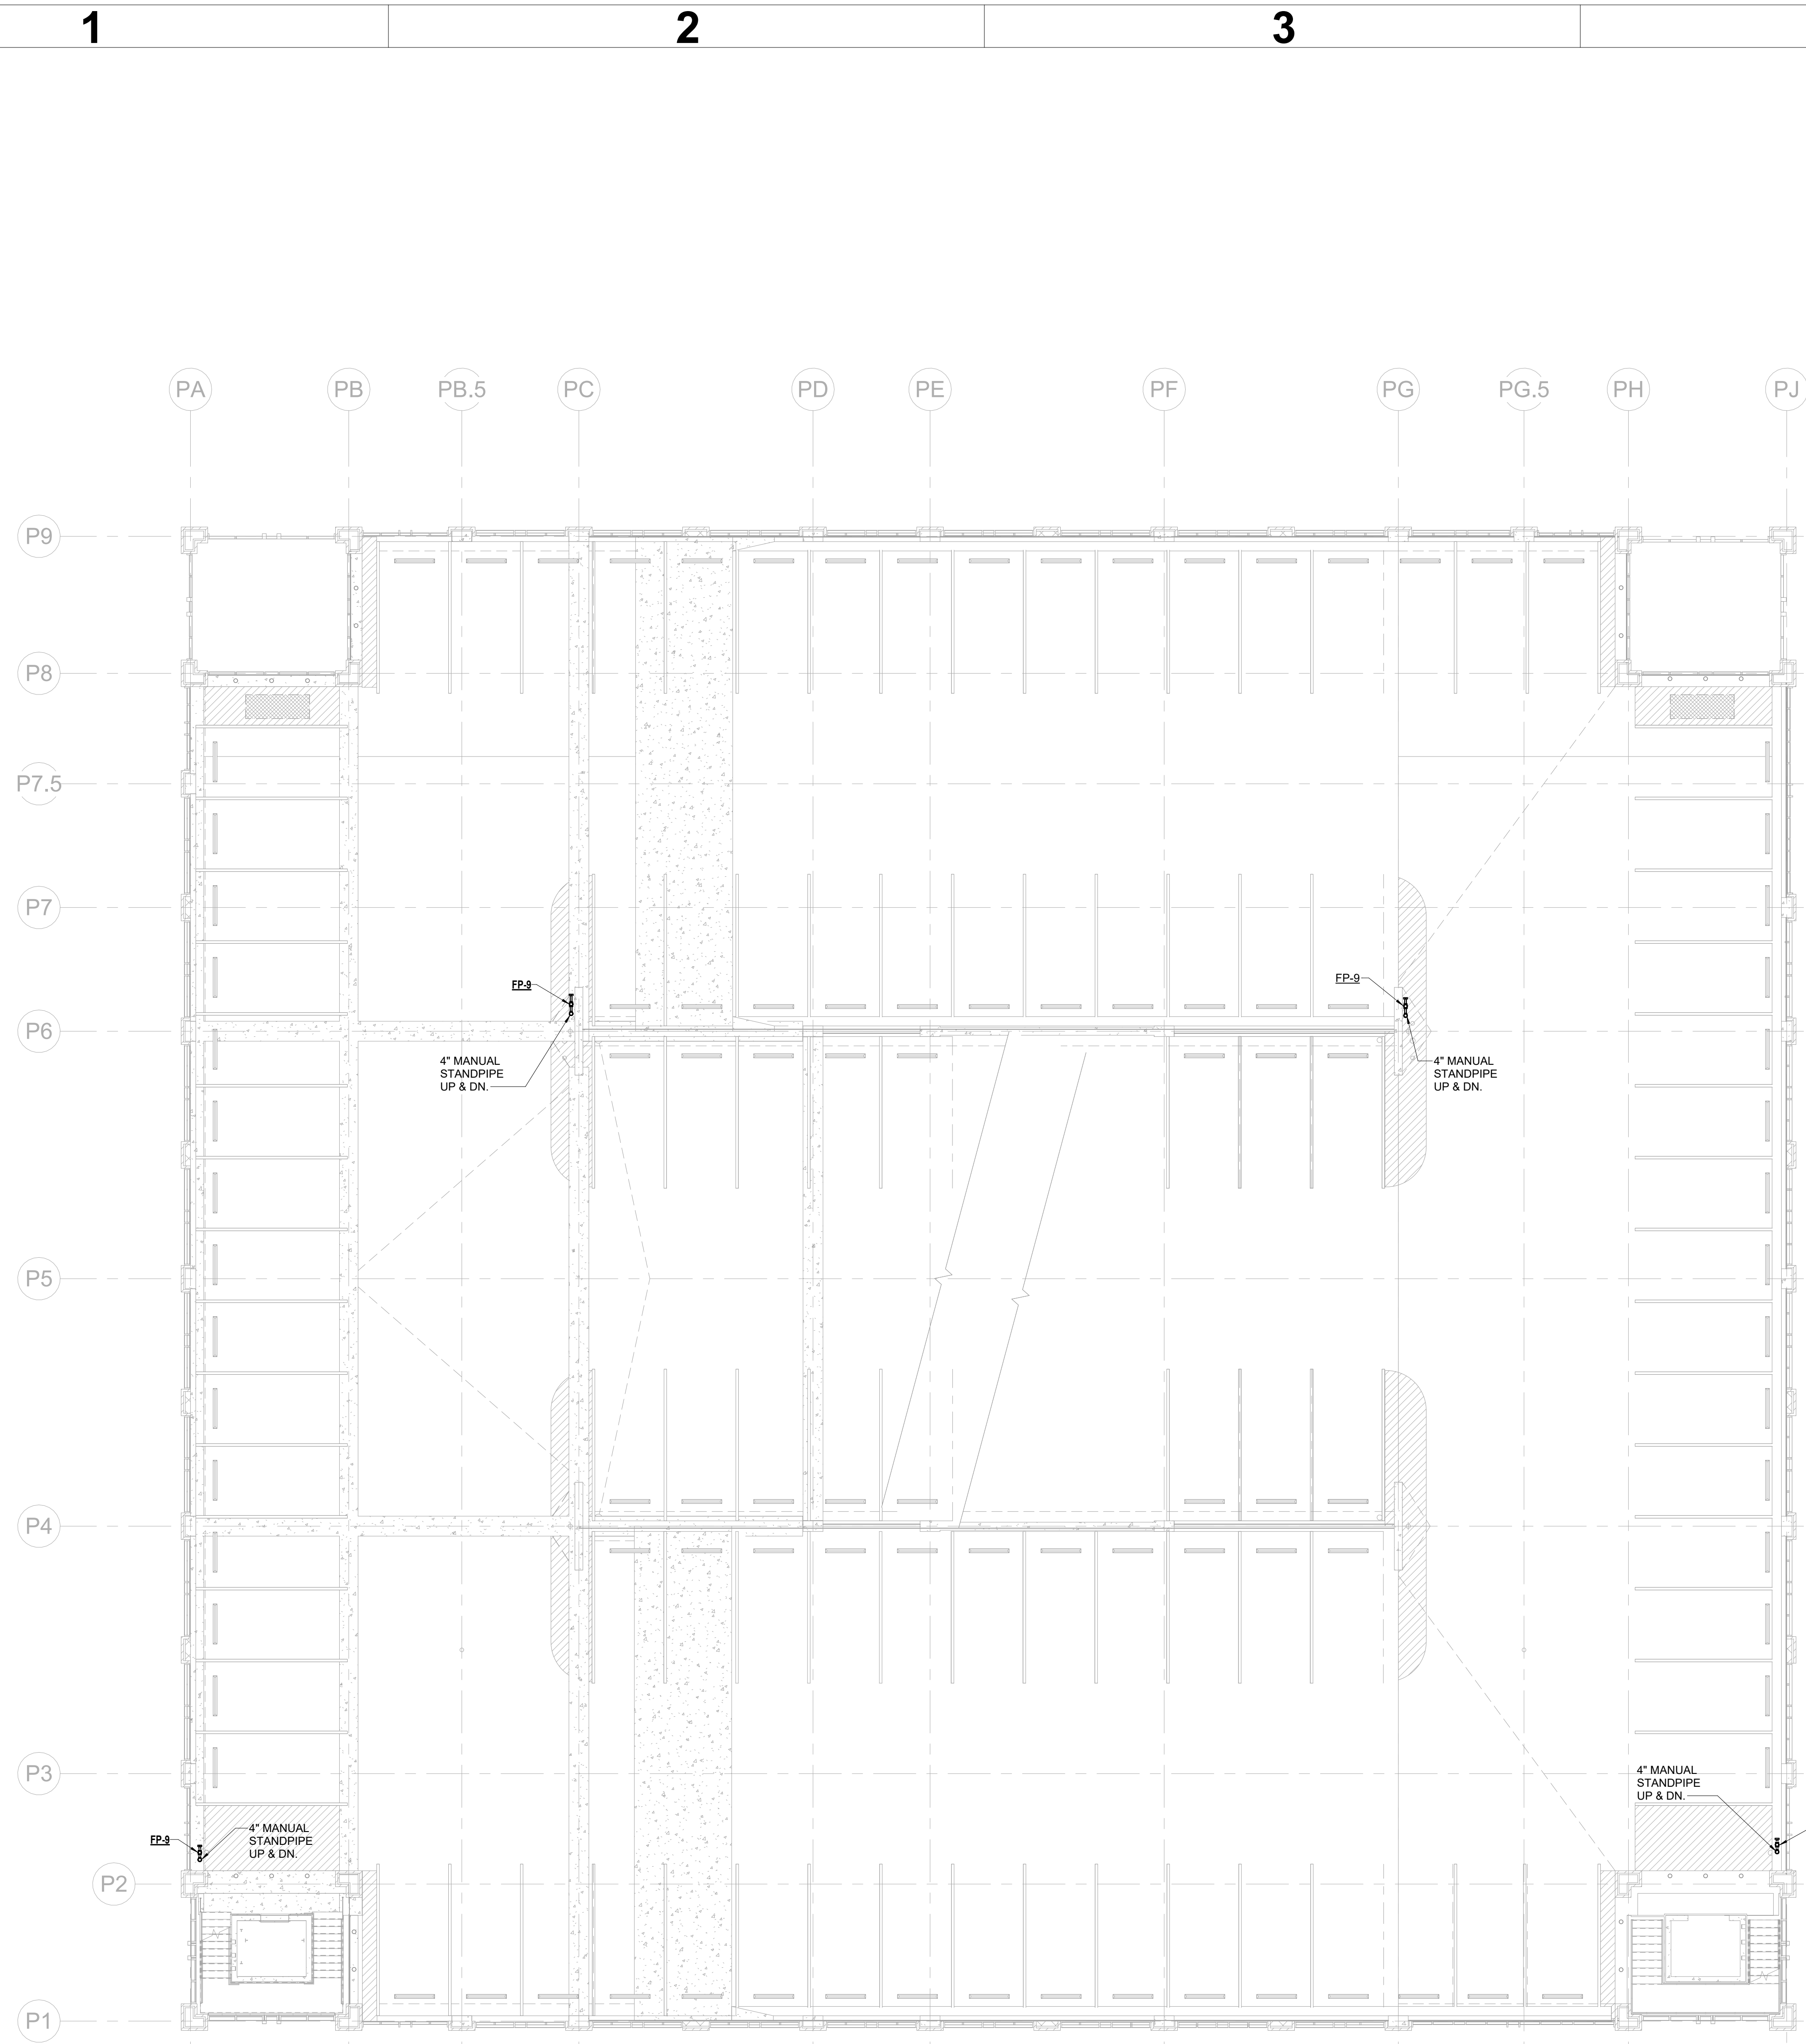 1 2 3
PA PB PB.5 PC PD PE PF PG PG.5 PH PJ
P9
P8
P7.5
P7
FP-9
FP-9
P6
4" MANUAL
STANDPIPE
UP & DN.
4" MANUAL
STANDPIPE
UP & DN.
P5
P4
P3
4" MANUAL
STANDPIPE
UP & DN.
FP-9
4" MANUAL
STANDPIPE
UP & DN.
P2
P1